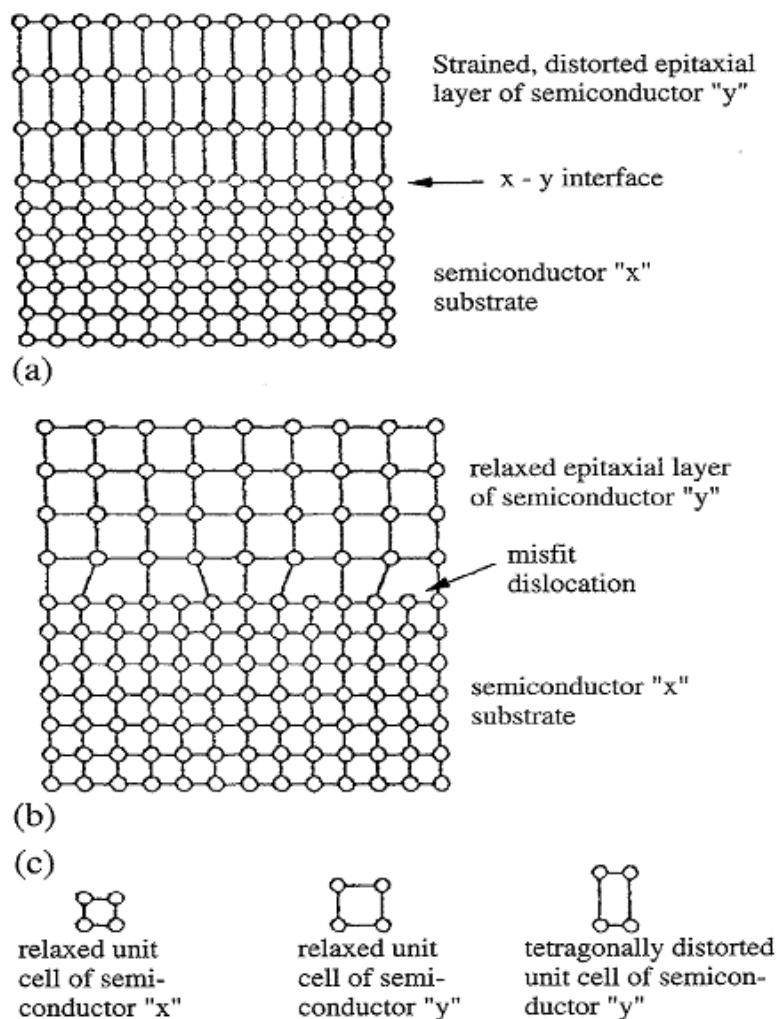 Strained, distorted epitaxial
layer of semiconductor "y"
x - y interface
semiconductor "x"
substrate
(a)
relaxed epitaxial layer
of semiconductor "y"
misfit
dislocation
semiconductor "x"
substrate
(b)
(c)
relaxed unit
cell of semi-
conductor "x"
relaxed unit
cell of semi-
conductor "y"
tetragonally distorted
unit cell of semicon-
ductor "y"